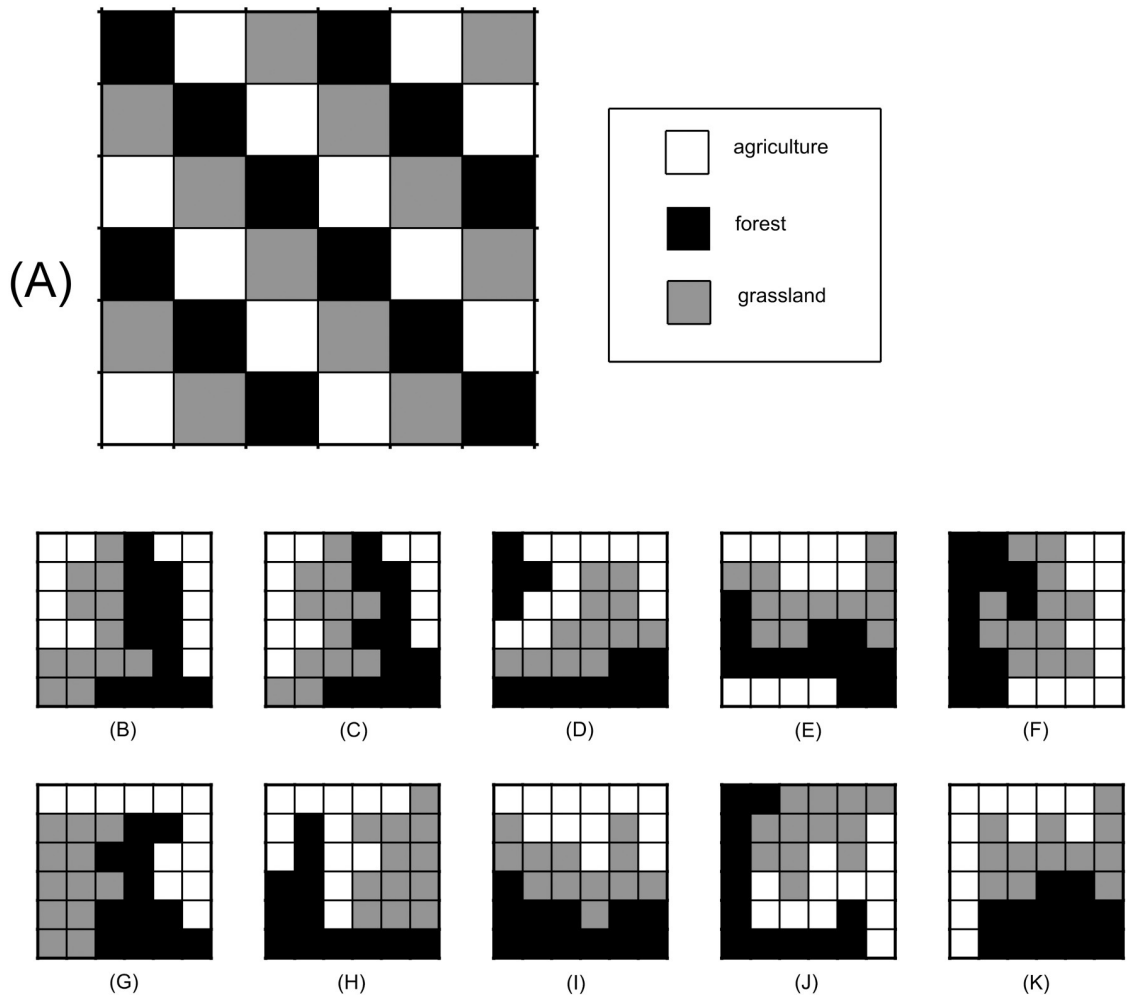 agriculture
forest
grassland
(A)
(B) (C) (D) (E) (F)
(G) (H) (I) (J) (K)